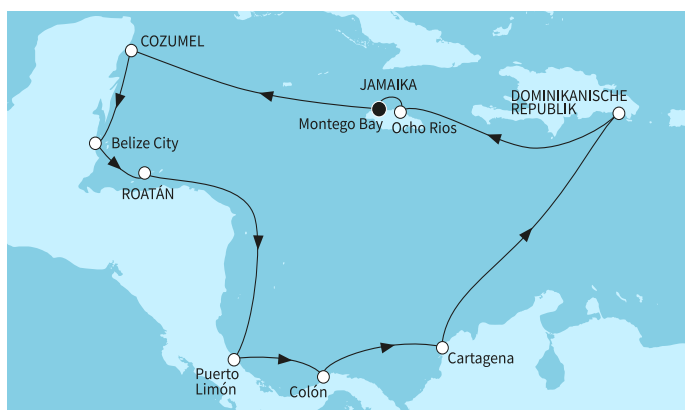 COZUMEL
JAMAIKA
DOMINIKANISCHE
REPUBLIK
Montego Bay
Ocho Rios
Belize City
ROATÁN
Puerto
Limón
Colón
Cartagena